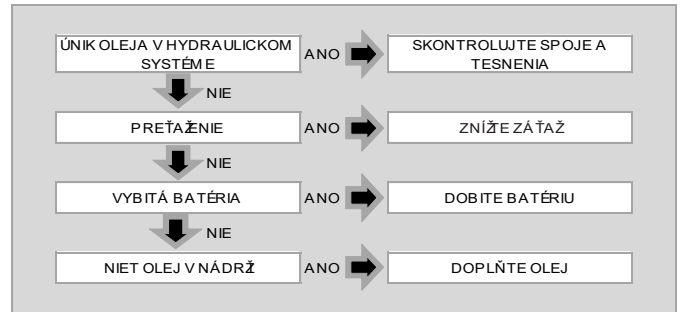 ÚNIK OLEJA V HYDRAULICKOM
SYSTÉME
ANO
SKONTROLUJTE SPOJE A
TESNENIA
NIE
PREŤAŽENIE
ANO
ZNÍŽTE ZÁŤAŽ
NIE
VYBITÁ BATÉRIA
ANO
DOBITE BATÉRIU
NIE
NIET OLEJ V NÁDRŽ
ANO
DOPLŇTE OLEJ